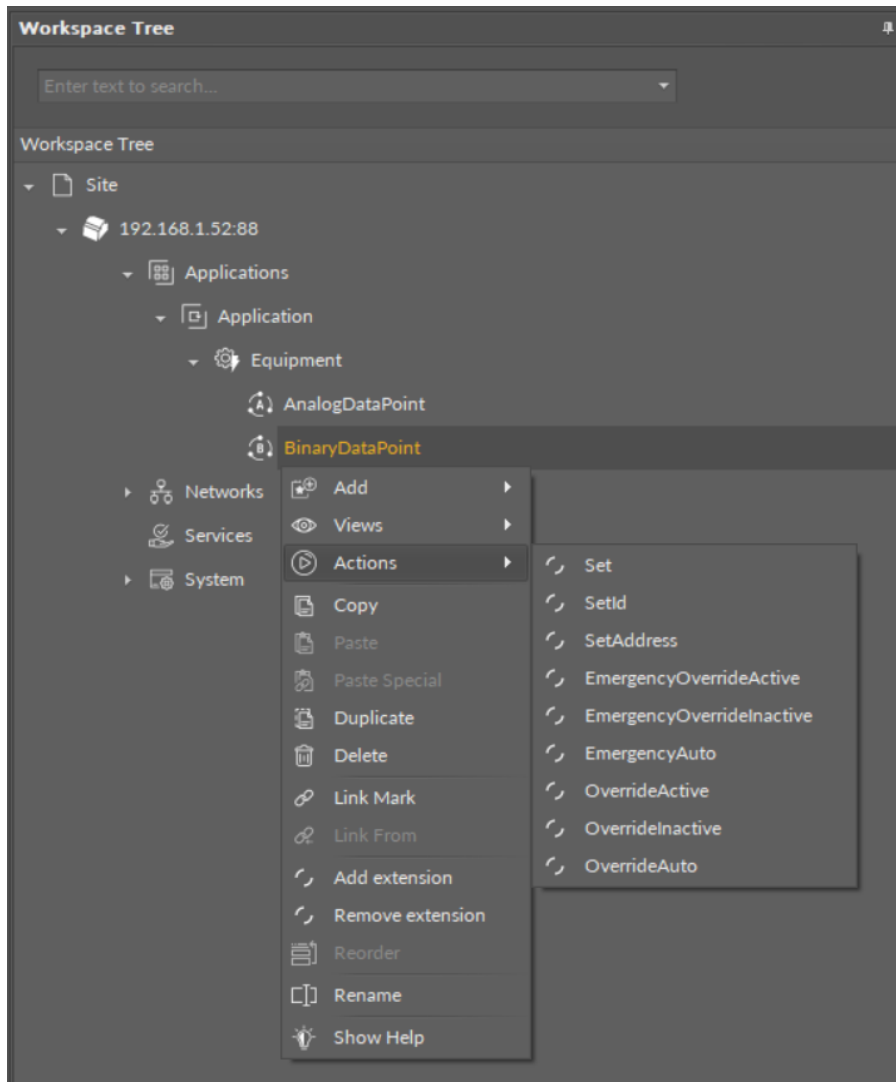 Workspace Tree
Enter text to search...
Workspace Tree
Site
192.168.1.52:88
Applications
Application
Equipment
AnalogDataPoint
BinaryDataPoint
Networks
Services
System
Add
Views
Actions
Copy
Paste
Paste Special
Duplicate
Delete
Link Mark
Link From
Add extension
Remove extension
Reorder
Rename
Show Help
Set
SetId
SetAddress
EmergencyOverrideActive
EmergencyOverrideInactive
EmergencyAuto
OverrideActive
OverrideInactive
OverrideAuto